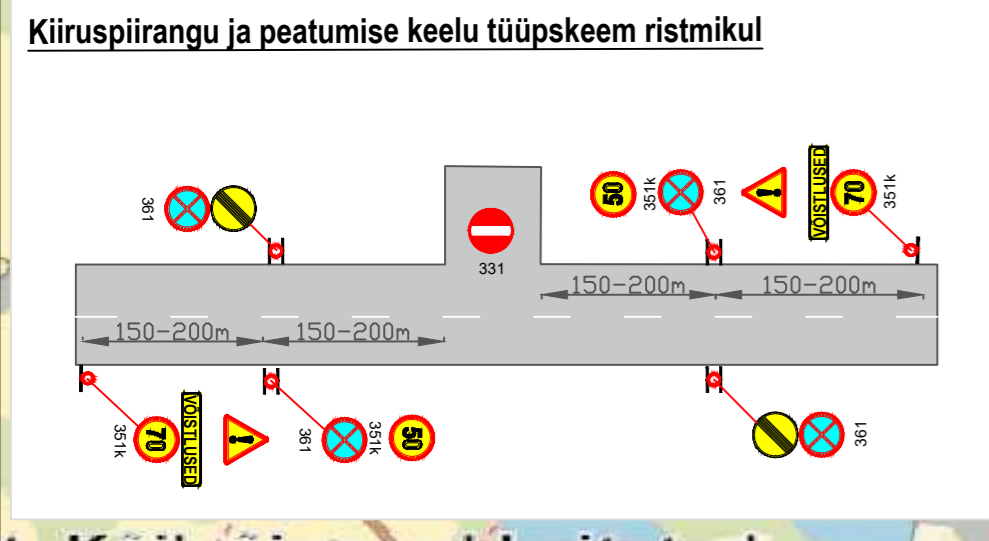 Kiiruspiirangu ja peatumise keelu tüüpskeem ristmikul
361
331
50
351k
361
VÕISTLUSED
70
351k
150-200m
150-200m
150-200m
150-200m
351k
70
VÕISTLUSED
361
351k
50
361